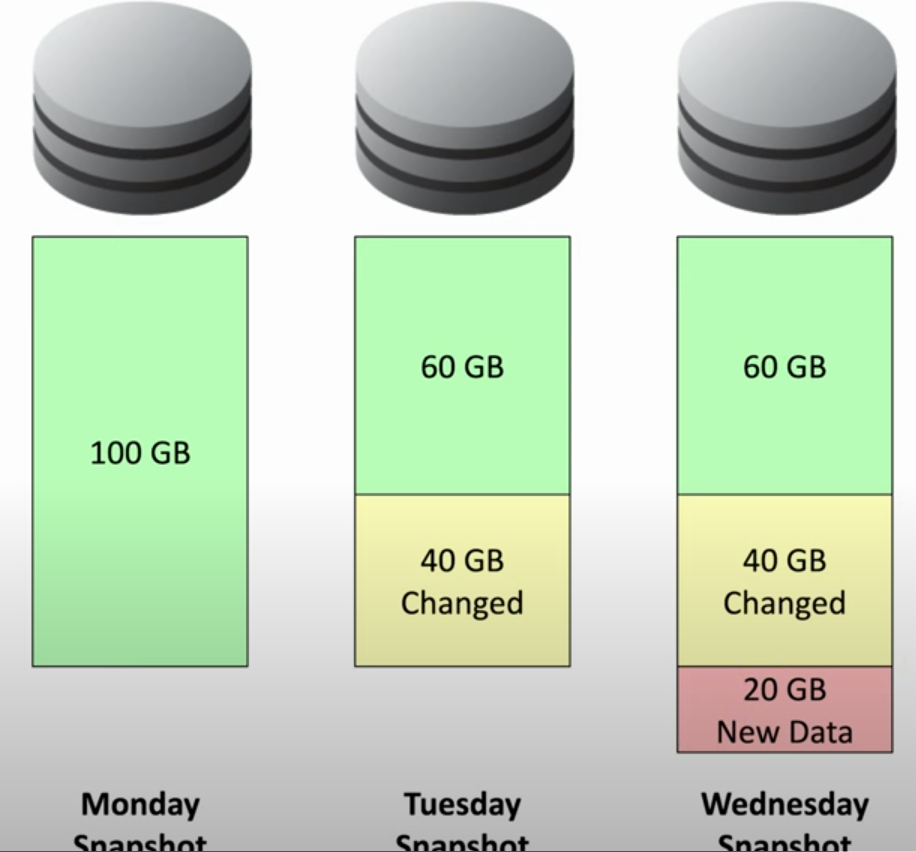 100 GB
60 GB
40 GB
Changed
60 GB
40 GB
Changed
20 GB
New Data
Monday
Snapshot
Tuesday
Snapshot
Wednesday
Snapshot